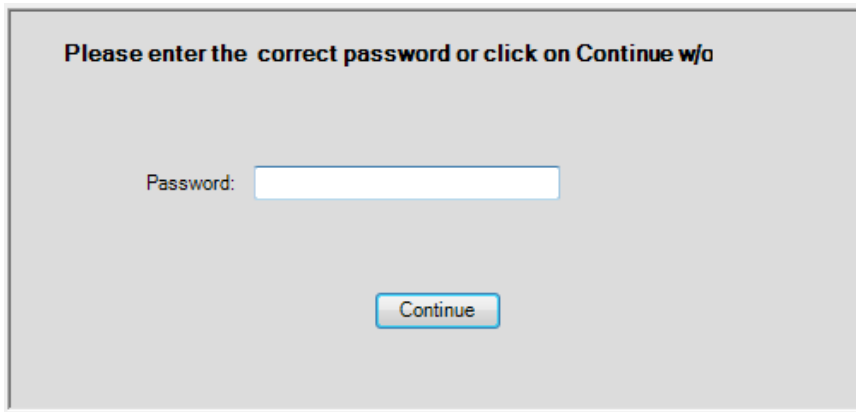 Please enter the correct password or click on Continue w/o
Password:
Continue